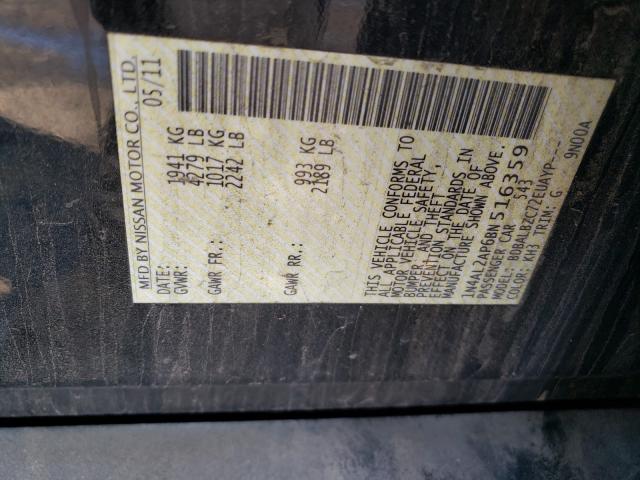 MFD BY NISSAN MOTOR CO., LTD.
DATE: 05/11
GVWR: 1941 KG
4279 LB
GAWR FR.: 1017 KG
2242 LB
GAWR RR.: 993 KG
2189 LB
THIS VEHICLE CONFORMS TO
ALL APPLICABLE FEDERAL
MOTOR VEHICLE SAFETY,
BUMPER, AND THEFT
PREVENTION STANDARDS IN
EFFECT ON THE DATE OF
MANUFACTURE SHOWN ABOVE.
1N4AL2AP6BN516359
PASSENGER CAR 543
MODEL: BDBALBZC72EUAYP---
COLOR: KH3 TRIM: G 9N00A